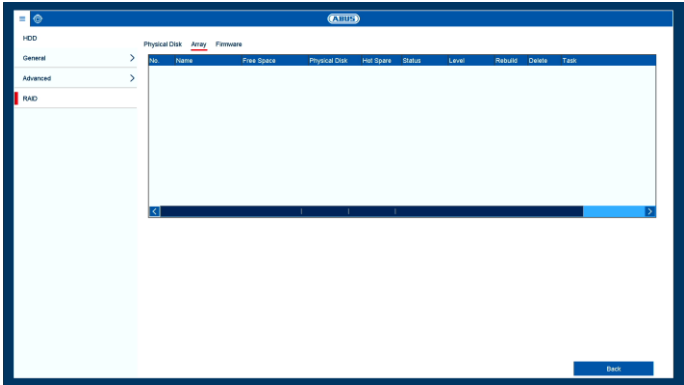 ABUS
HDD
Physical Disk Array Firmware
General
No. Name Free Space Physical Disk Hot Spare Status Level Rebuild Delete Task
Advanced
RAID
Back